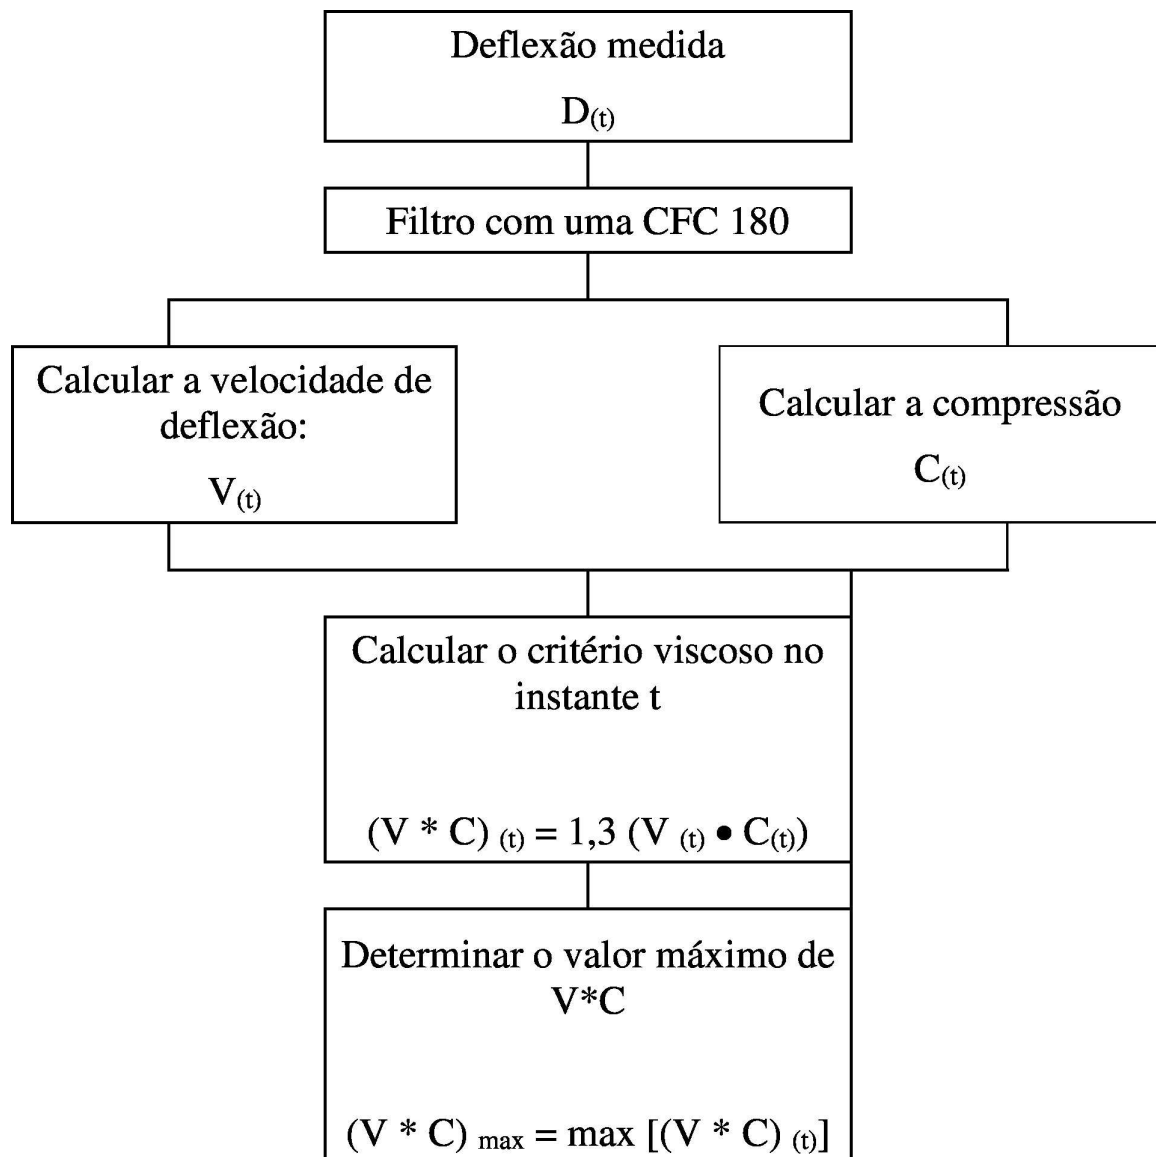 Deflexão medida
D(t)
Filtro com uma CFC 180
Calcular a velocidade de
deflexão:
V(t)
Calcular a compressão
C(t)
Calcular o critério viscoso no
instante t
(V * C) (t) = 1,3 (V (t) • C(t))
Determinar o valor máximo de
V*C
(V * C) max = max [(V * C) (t)]